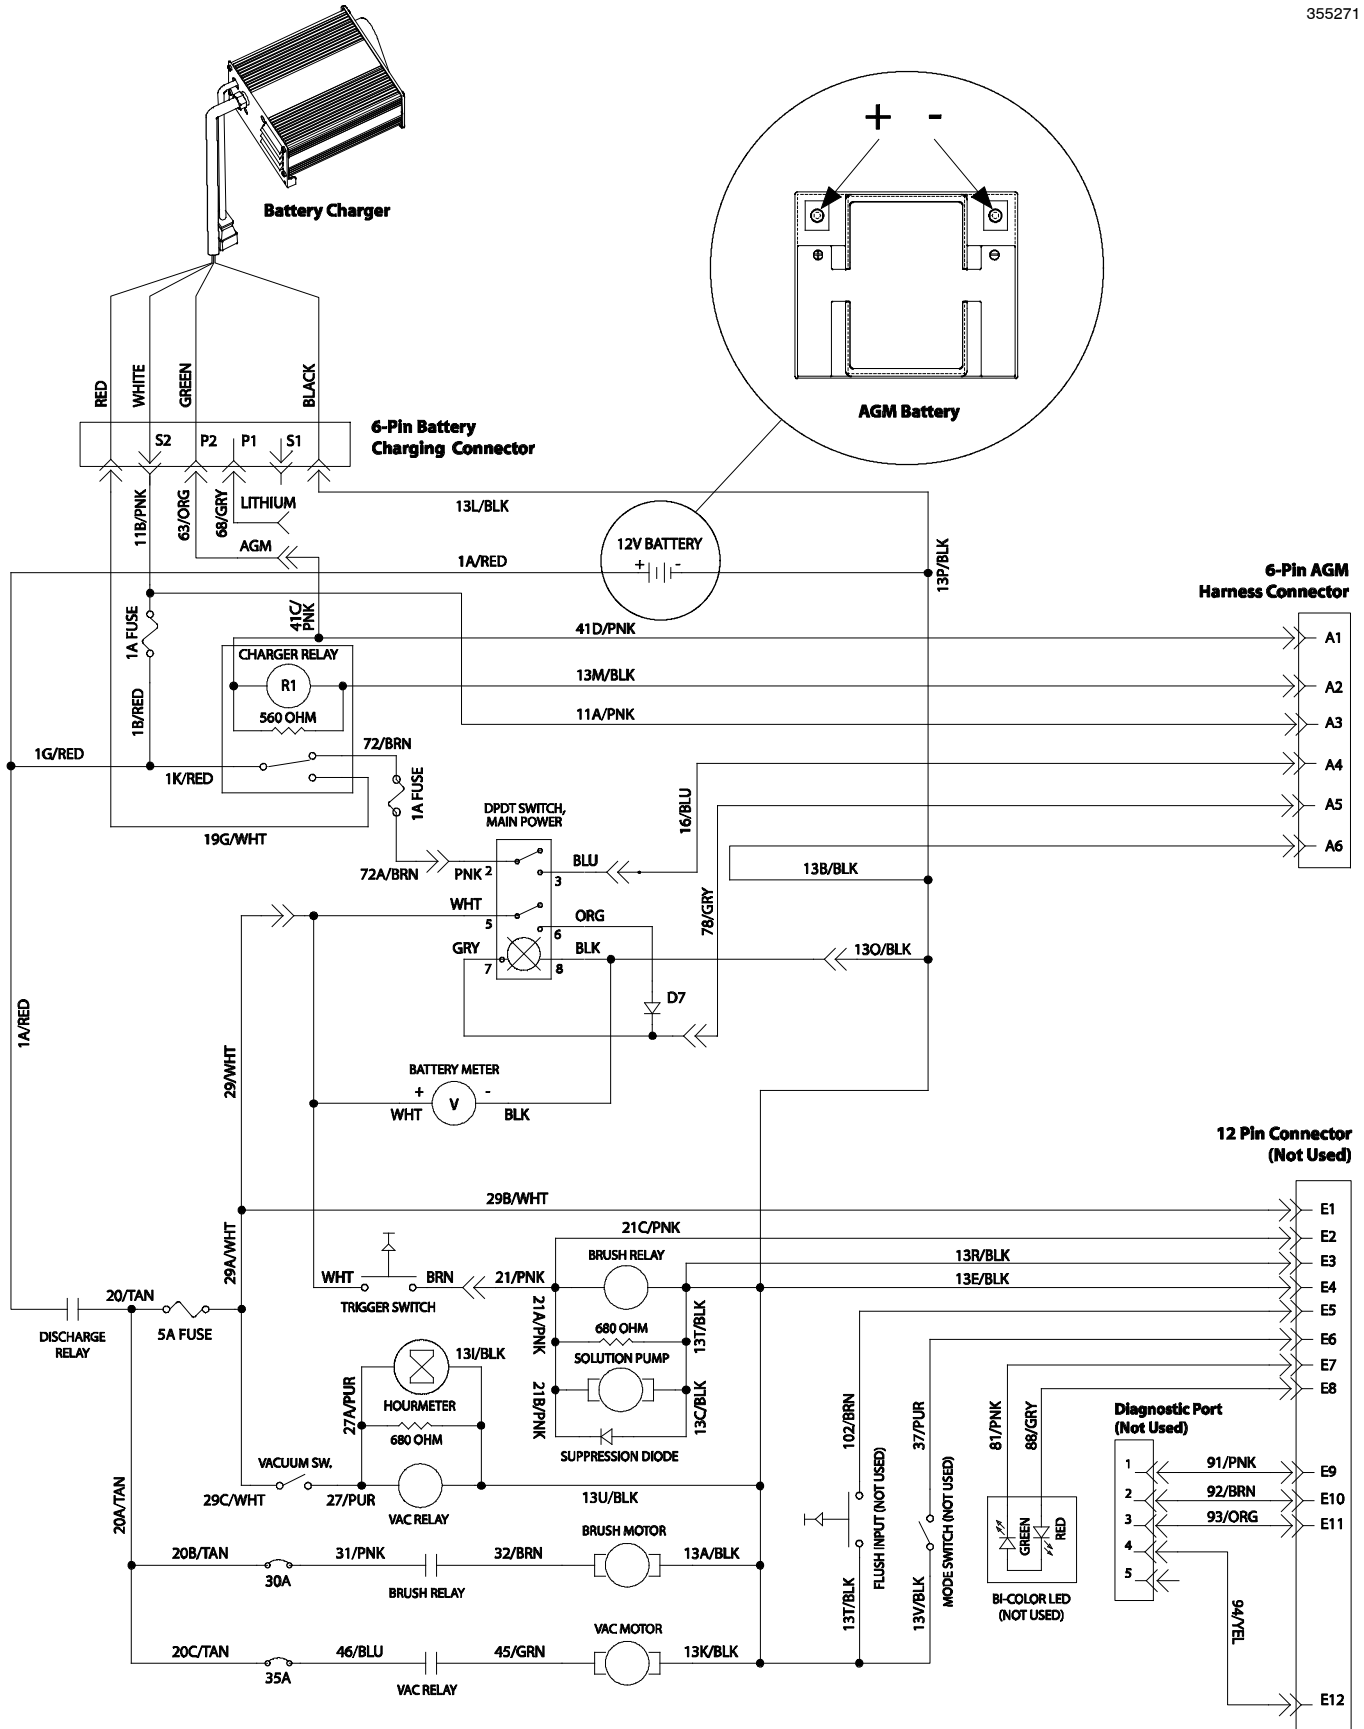 355271
+ -
Battery Charger
AGM Battery
RED
WHITE
GREEN
BLACK
6-Pin Battery
Charging Connector
S2
P2
P1
S1
11B/PNK
63/ORG
68/GRY
LITHIUM
AGM
13L/BLK
1A/RED
12V BATTERY
+ -
13P/BLK
6-Pin AGM
Harness Connector
1A FUSE
41C/
PNK
41D/PNK
A1
CHARGER RELAY
R1
560 OHM
13M/BLK
A2
1B/RED
11A/PNK
A3
1G/RED
1K/RED
72/BRN
1A FUSE
A4
16/BLU
A5
19G/WHT
DPDT SWITCH,
MAIN POWER
A6
72A/BRN
PNK
2
BLU
3
13B/BLK
78/GRY
WHT
5
ORG
6
GRY
7
BLK
8
13O/BLK
D7
1A/RED
29/WHT
BATTERY METER
+ -
V
WHT
BLK
12 Pin Connector
(Not Used)
29B/WHT
E1
21C/PNK
E2
29A/WHT
BRUSH RELAY
13R/BLK
E3
WHT
BRN
21/PNK
13E/BLK
E4
TRIGGER SWITCH
20/TAN
5A FUSE
DISCHARGE
RELAY
21A/PNK
680 OHM
13T/BLK
E5
E6
SOLUTION PUMP
13I/BLK
E7
E8
27A/PUR
HOURMETER
680 OHM
21B/PNK
13C/BLK
SUPPRESSION DIODE
102/BRN
37/PUR
81/PNK
88/GRY
Diagnostic Port
(Not Used)
VACUUM SW.
29C/WHT
27/PUR
VAC RELAY
13U/BLK
1
91/PNK
E9
2
92/BRN
E10
3
93/ORG
E11
4
5
20A/TAN
FLUSH INPUT (NOT USED)
MODE SWITCH (NOT USED)
GREEN
RED
BI-COLOR LED
(NOT USED)
20B/TAN
30A
31/PNK
BRUSH RELAY
32/BRN
BRUSH MOTOR
13A/BLK
13T/BLK
13V/BLK
94/YEL
20C/TAN
35A
46/BLU
VAC RELAY
45/GRN
VAC MOTOR
13K/BLK
E12